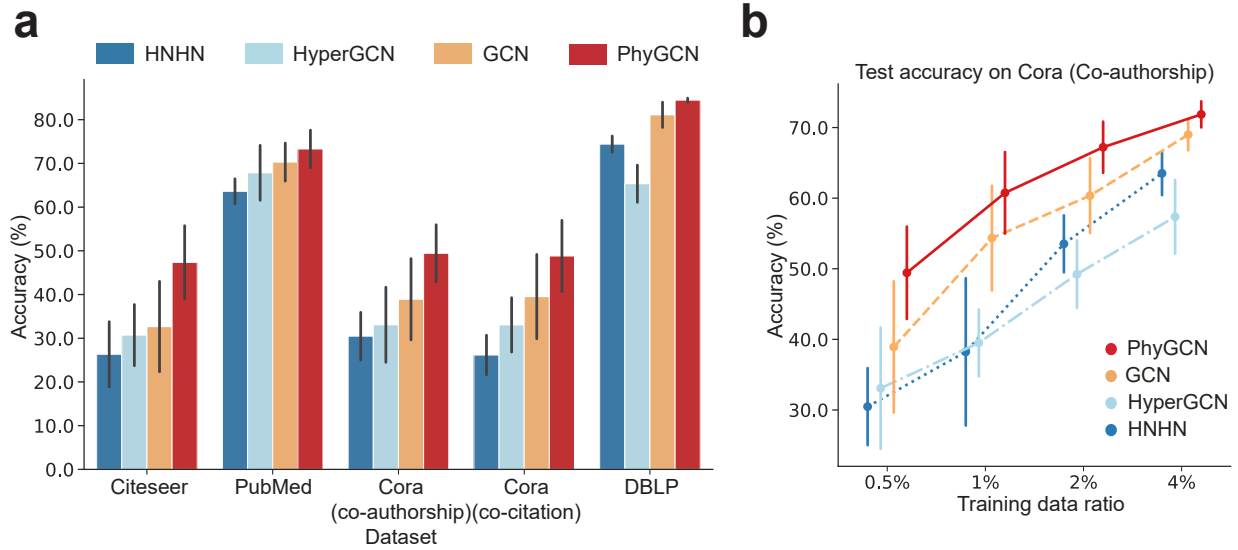 a
HNHN HyperGCN GCN PhyGCN
Accuracy (%)
80.0
70.0
60.0
50.0
40.0
30.0
20.0
10.0
0.0
Citeseer PubMed Cora Cora DBLP
(co-authorship) (co-citation)
Dataset
b
Test accuracy on Cora (Co-authorship)
Accuracy (%)
70.0
60.0
50.0
40.0
30.0
PhyGCN
GCN
HyperGCN
HNHN
0.5% 1% 2% 4%
Training data ratio